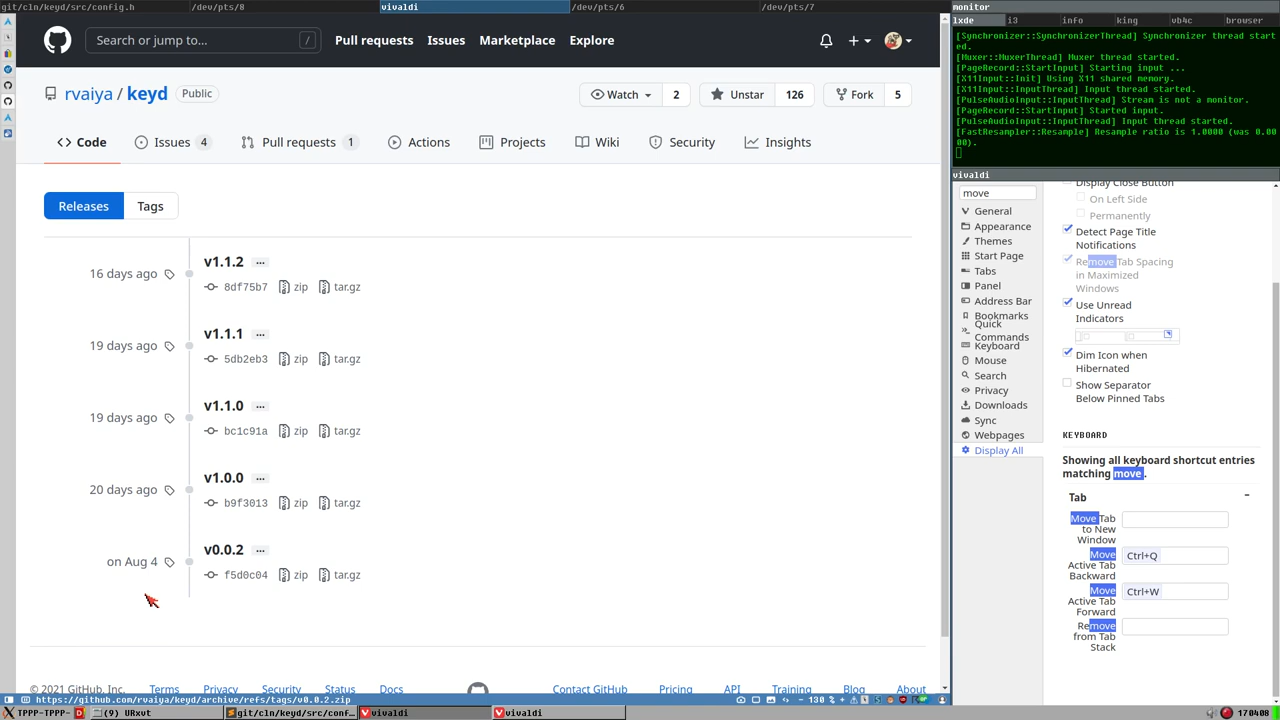 git/cln/keyd/src/config.h
/dev/pts/8
vivaldi
/dev/pts/6
/dev/pts/7
Search or jump to...
/
Pull requests
Issues
Marketplace
Explore
rvaiya / keyd
Public
Watch
2
Unstar
126
Fork
5
Code
Issues
4
Pull requests
1
Actions
Projects
Wiki
Security
Insights
Releases
Tags
16 days ago
v1.1.2
8df75b7
zip
tar.gz
19 days ago
v1.1.1
5db2eb3
zip
tar.gz
19 days ago
v1.1.0
bc1c91a
zip
tar.gz
20 days ago
v1.0.0
b9f3013
zip
tar.gz
on Aug 4
v0.0.2
f5d0c04
zip
tar.gz
© 2021 GitHub, Inc.
Terms
Privacy
Security
Status
Docs
Contact GitHub
Pricing
API
Training
Blog
About
https://github.com/rvaiya/keyd/archive/refs/tags/v0.0.2.zip
130 %
monitor
lxde
i3
info
king
vb4c
browser
[Synchronizer::SynchronizerThread] Synchronizer thread start
ed.
[Muxer::MuxerThread] Muxer thread started.
[PageRecord::StartInput] Starting input ...
[X11Input::Init] Using X11 shared memory.
[X11Input::InputThread] Input thread started.
[PulseAudioInput::InputThread] Stream is not a monitor.
[PageRecord::StartInput] Started input.
[PulseAudioInput::InputThread] Input thread started.
[FastResampler::Resample] Resample ratio is 1.0000 (was 0.00
00).
vivaldi
move
General
Appearance
Themes
Start Page
Tabs
Panel
Address Bar
Bookmarks
Quick
Commands
Keyboard
Mouse
Search
Privacy
Downloads
Sync
Webpages
Display All
Display Close Button
On Left Side
Permanently
Detect Page Title
Notifications
Remove Tab Spacing
in Maximized
Windows
Use Unread
Indicators
Dim Icon when
Hibernated
Show Separator
Below Pinned Tabs
KEYBOARD
Showing all keyboard shortcut entries
matching move.
Tab
Move Tab
to New
Window
Move
Active Tab
Backward
Ctrl+Q
Move
Active Tab
Forward
Ctrl+W
Remove
from Tab
Stack
TPPP-TPPP-
D
(9) URxvt
git/cln/keyd/src/conf...
vivaldi
vivaldi
170408